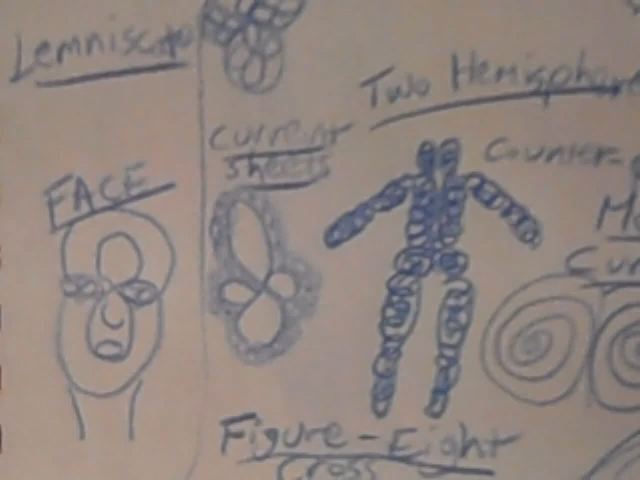 Lemniscate
Two Hemisphere
current
sheets
Counter-
FACE
Figure-Eight
Cross